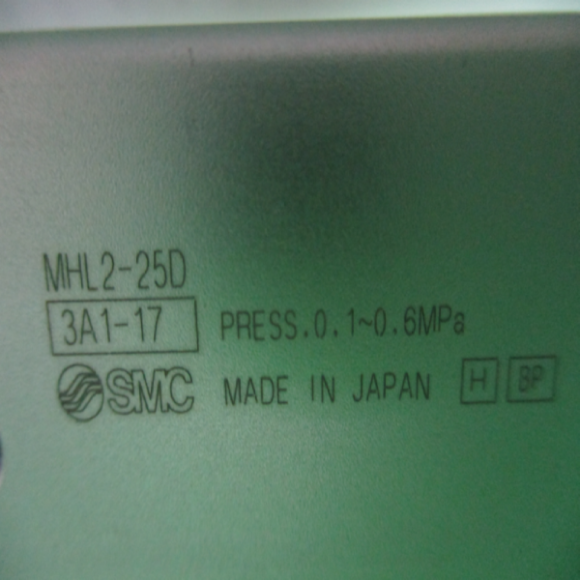 MHL2-25D
3A1-17 PRESS.0.1~0.6MPa
SMC MADE IN JAPAN H BP